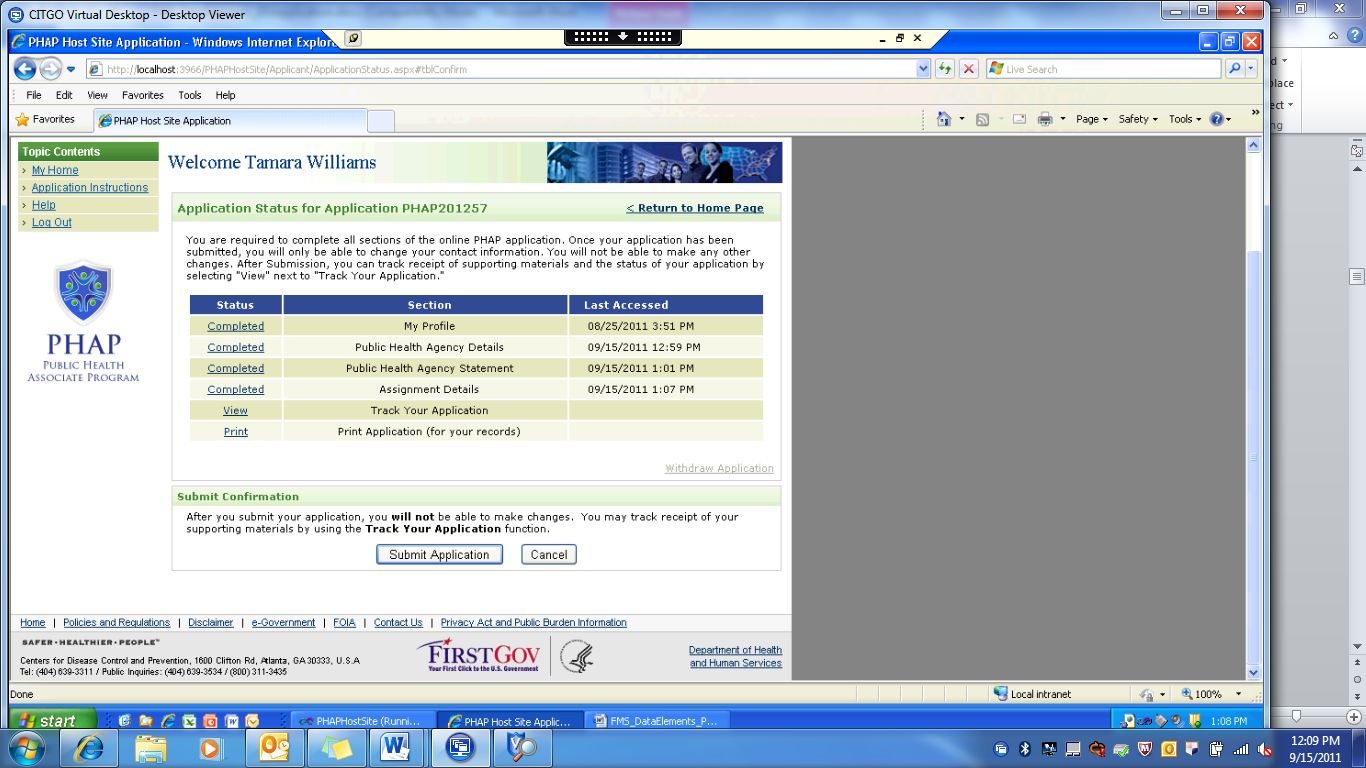 CITGO Virtual Desktop - Desktop Viewer
PHAP Host Site Application - Windows Internet Explor
http://localhost:3966/PHAPHostSite/Applicant/ApplicationStatus.aspx#tblConfirm
Live Search
File Edit View Favorites Tools Help
Favorites
PHAP Host Site Application
Page Safety Tools
Topic Contents
My Home
Application Instructions
Help
Log Out
PHAP
PUBLIC HEALTH
ASSOCIATE PROGRAM
Welcome Tamara Williams
Application Status for Application PHAP201257
< Return to Home Page
You are required to complete all sections of the online PHAP application. Once your application has been
submitted, you will only be able to change your contact information. You will not be able to make any other
changes. After Submission, you can track receipt of supporting materials and the status of your application by
selecting "View" next to "Track Your Application."
Status Section Last Accessed
Completed My Profile 08/25/2011 3:51 PM
Completed Public Health Agency Details 09/15/2011 12:59 PM
Completed Public Health Agency Statement 09/15/2011 1:01 PM
Completed Assignment Details 09/15/2011 1:07 PM
View Track Your Application
Print Print Application (for your records)
Withdraw Application
Submit Confirmation
After you submit your application, you will not be able to make changes. You may track receipt of your
supporting materials by using the Track Your Application function.
Submit Application Cancel
Home | Policies and Regulations | Disclaimer | e-Government | FOIA | Contact Us | Privacy Act and Public Burden Information
SAFER·HEALTHIER·PEOPLE™
Centers for Disease Control and Prevention, 1600 Clifton Rd, Atlanta, GA 30333, U.S.A
Tel: (404) 639-3311 / Public Inquiries: (404) 639-3534 / (800) 311-3435
FIRSTGOV
Your First Click to the U.S. Government
Department of Health
and Human Services
Done
Local intranet
100%
start
PHAPHostSite (Runni...
PHAP Host Site Applic...
FMS_DataElements_P...
1:08 PM
12:09 PM
9/15/2011